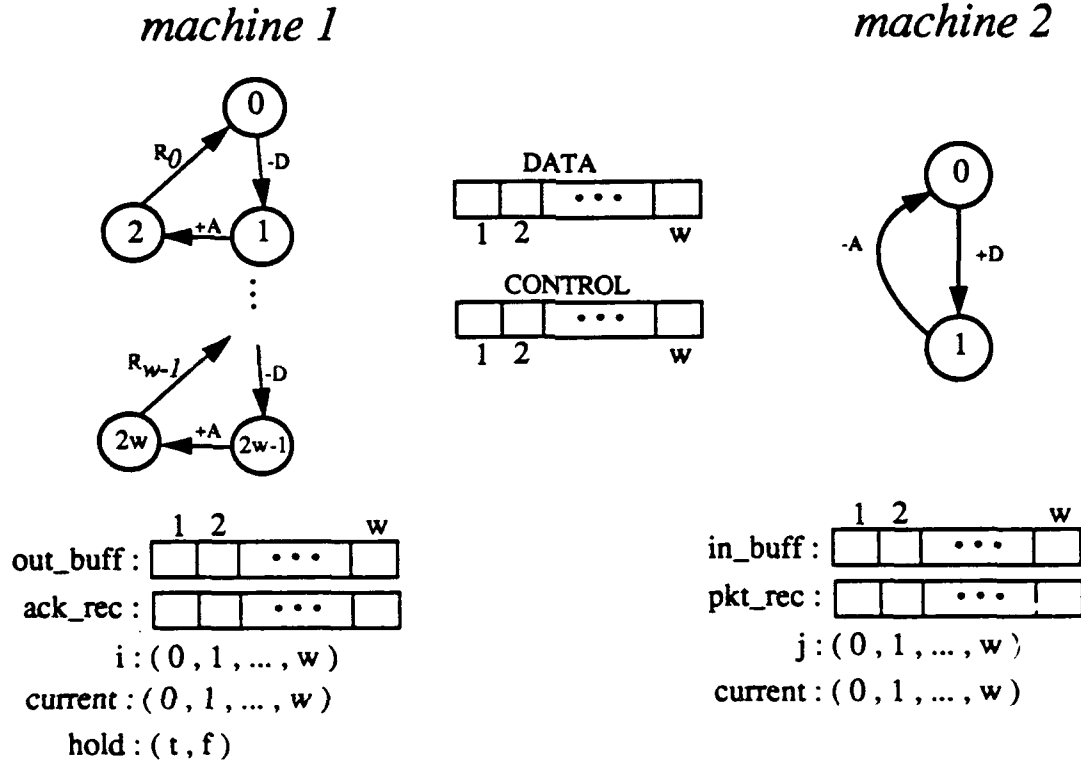 machine 1
machine 2
0
R0
-D
2
+A
1
⋮
Rw-1
-D
2w
+A
2w-1
DATA
• • •
1 2 w
CONTROL
• • •
1 2 w
0
-A
+D
1
1 2 w
out_buff : • • •
ack_rec : • • •
i : ( 0 , 1 , ... , w )
current : ( 0 , 1 , ... , w )
hold : ( t , f )
1 2 w
in_buff : • • •
pkt_rec : • • •
j : ( 0 , 1 , ... , w )
current : ( 0 , 1 , ... , w )